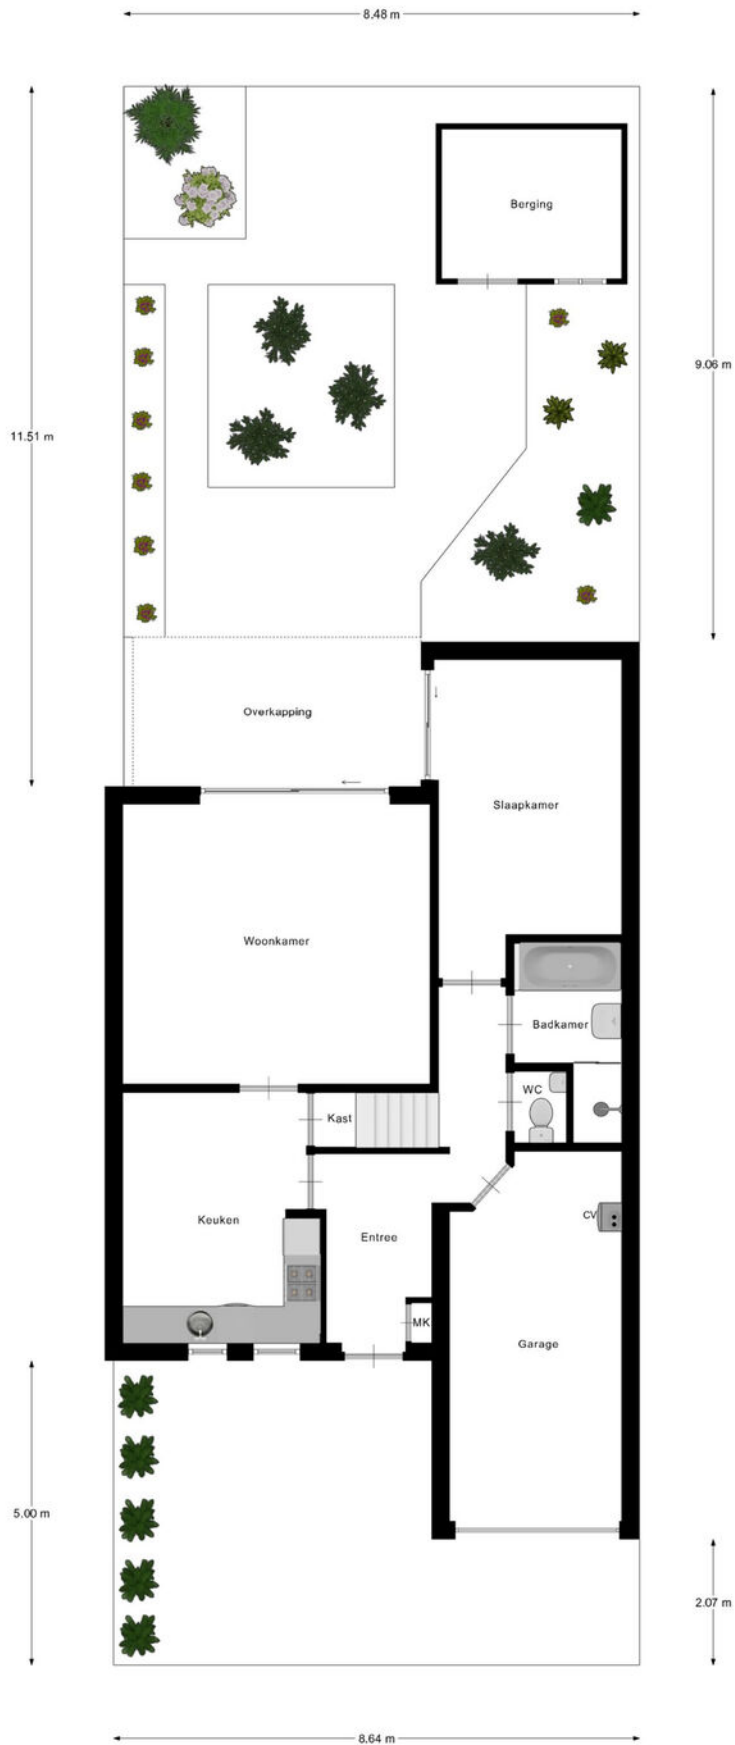 8.48 m
Berging
9.06 m
11.51 m
Overkapping
Slaapkamer
Woonkamer
Badkamer
WC
Kast
CV
Keuken
Entree
MK
Garage
5.00 m
2.07 m
8.64 m